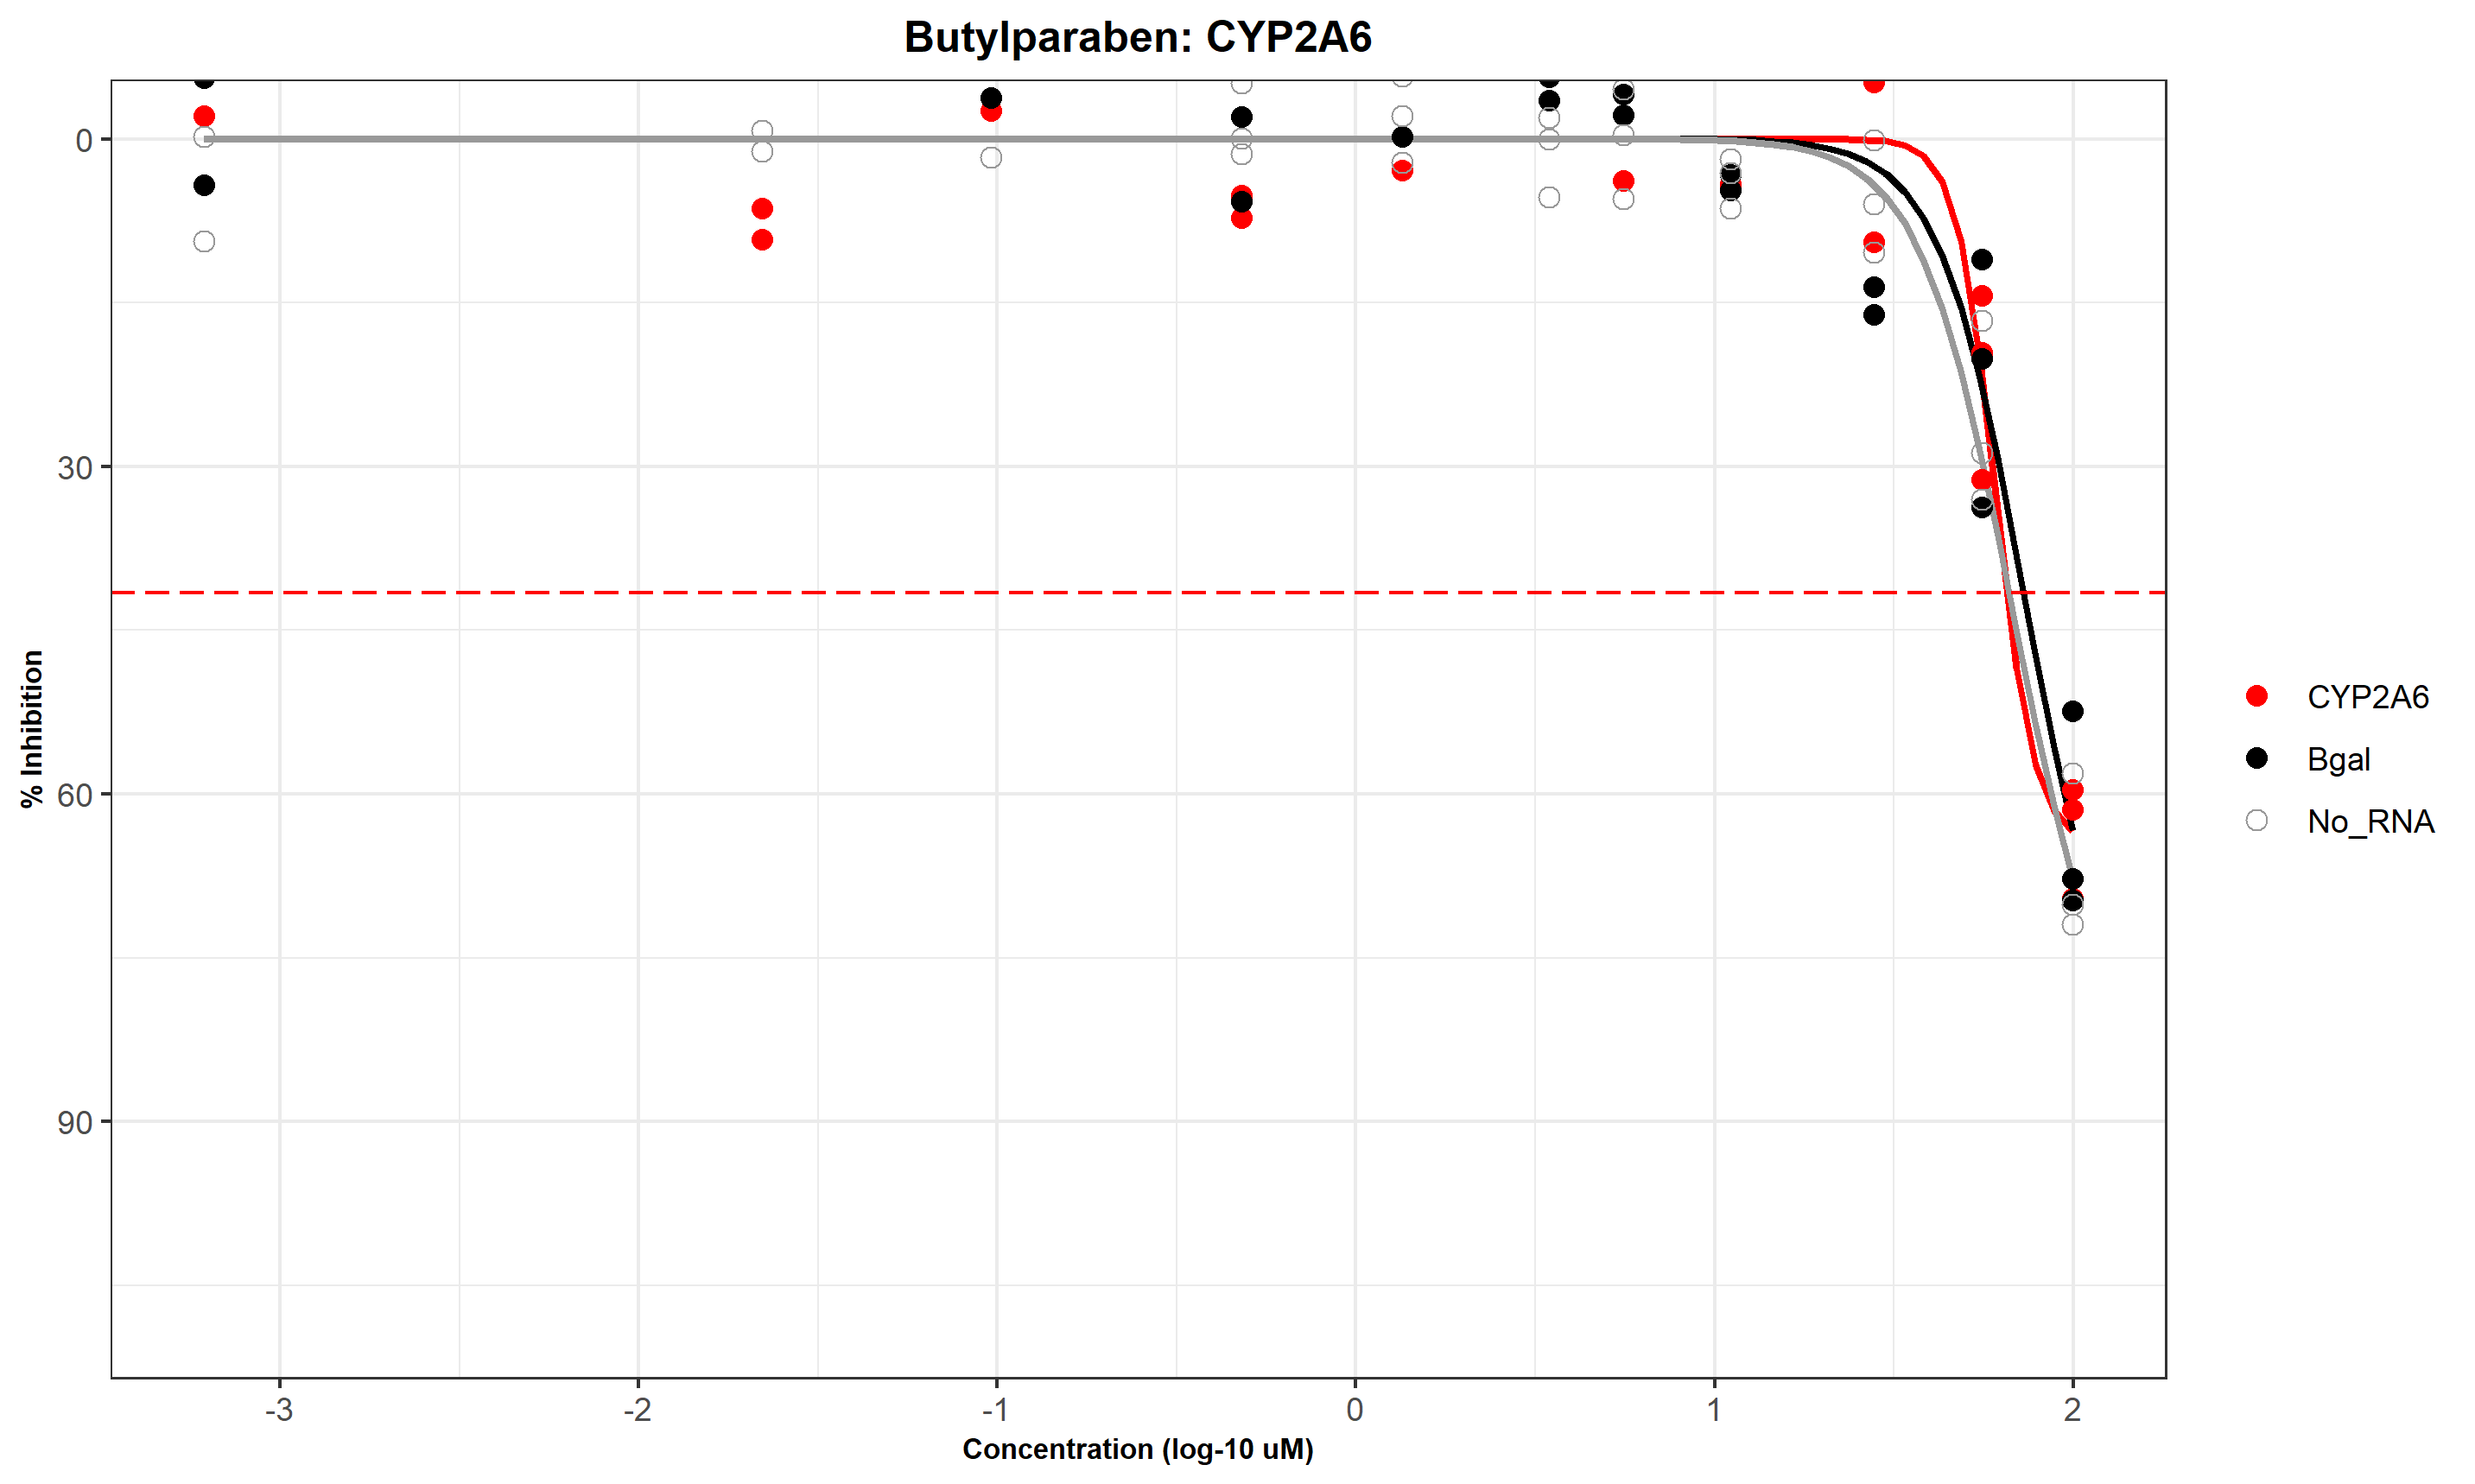 Butylparaben: CYP2A6
% Inhibition
0
30
60
90
-3
-2
-1
0
1
2
Concentration (log-10 uM)
CYP2A6
Bgal
No_RNA